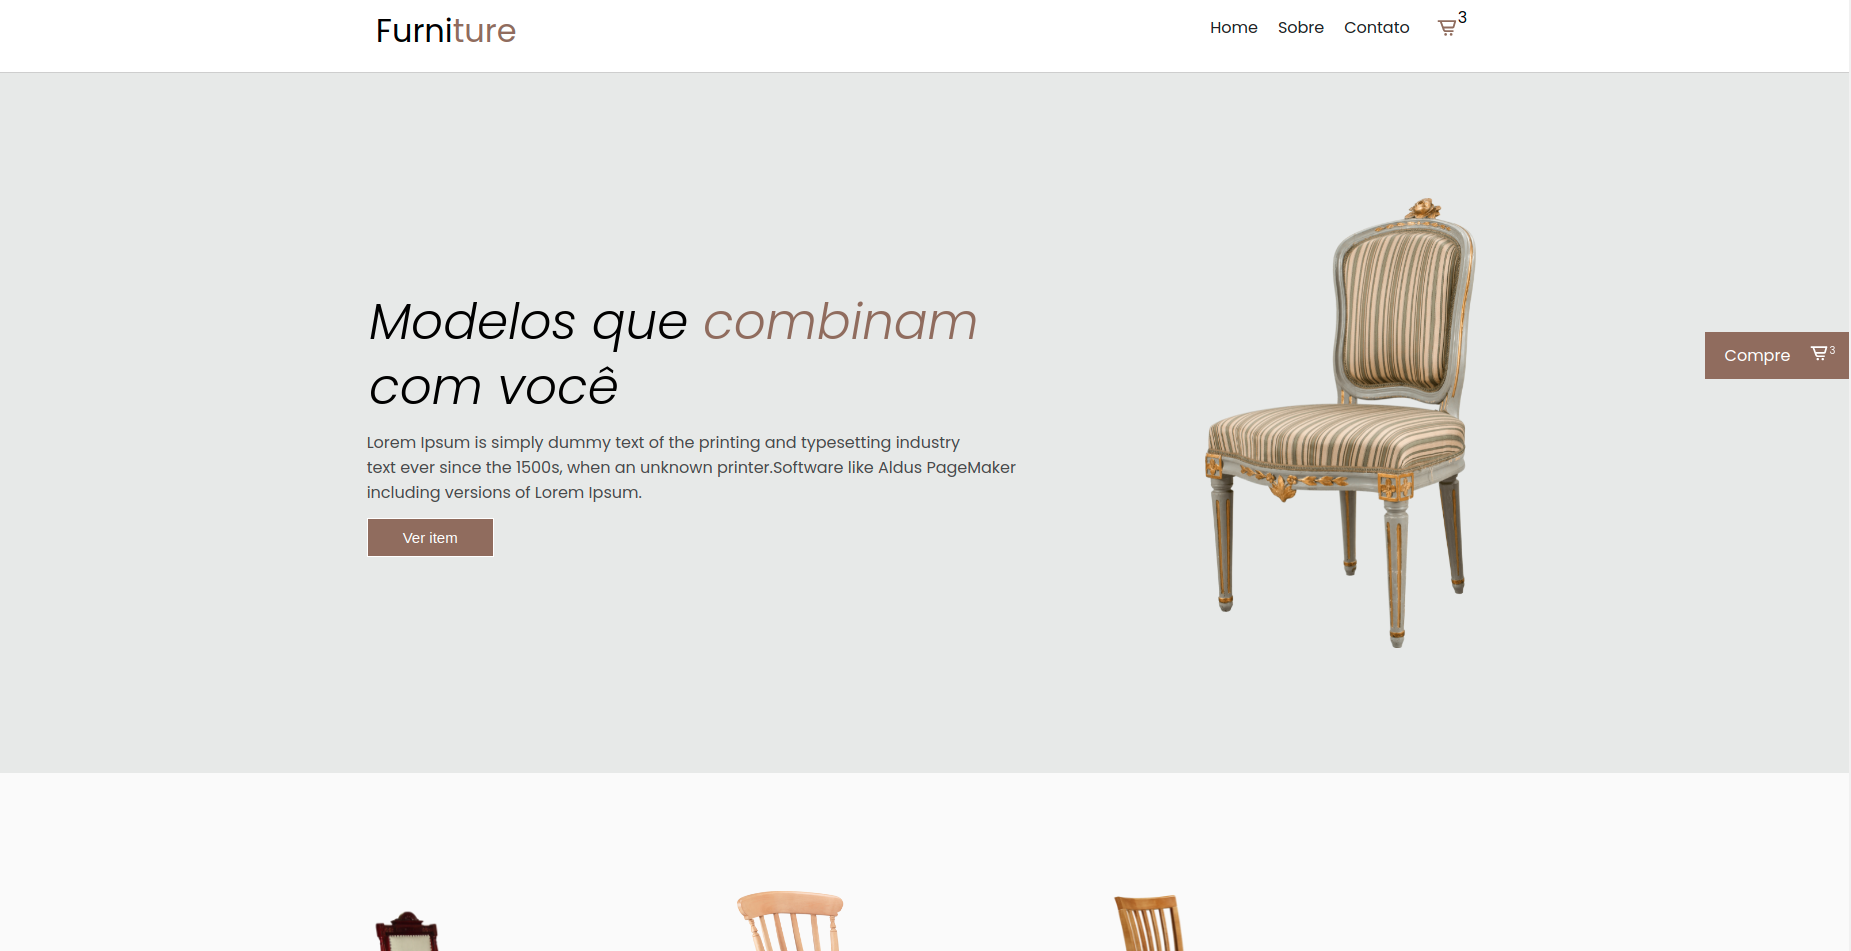 Furniture
Home Sobre Contato 3
Modelos que combinam
com você
Compre 3
Lorem Ipsum is simply dummy text of the printing and typesetting industry
text ever since the 1500s, when an unknown printer.Software like Aldus PageMaker
including versions of Lorem Ipsum.
Ver item